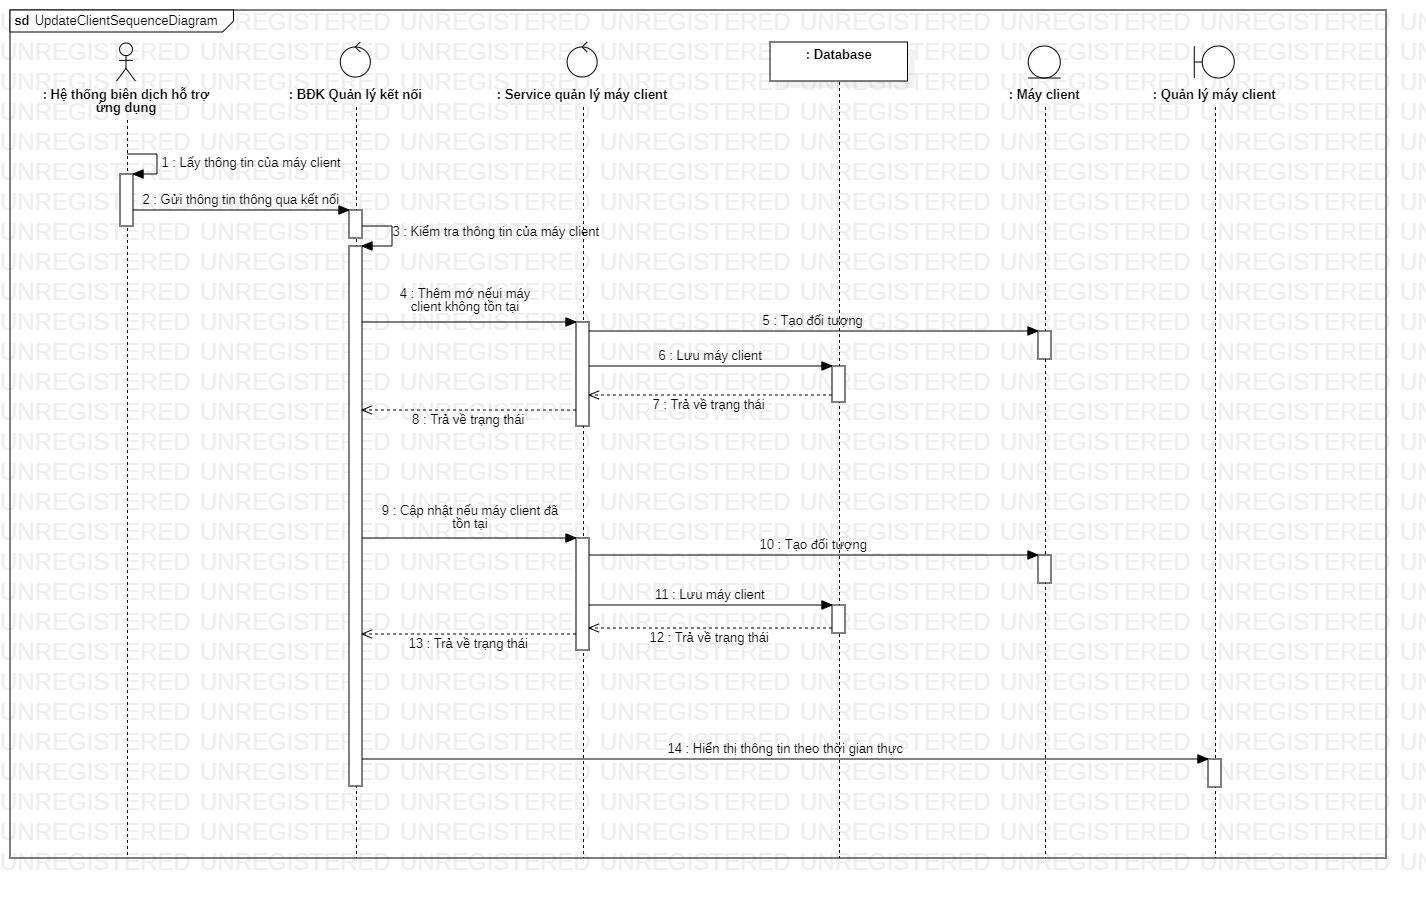 sd UpdateClientSequenceDiagram
: Hệ thống biên dịch hỗ trợ
ứng dụng
: BĐK Quản lý kết nối
: Service quản lý máy client
: Database
: Máy client
: Quản lý máy client
1 : Lấy thông tin của máy client
2 : Gửi thông tin thông qua kết nối
3 : Kiểm tra thông tin của máy client
4 : Thêm mớ nếui máy
client không tồn tại
5 : Tạo đối tượng
6 : Lưu máy client
7 : Trả về trạng thái
8 : Trả về trạng thái
9 : Cập nhật nếu máy client đã
tồn tại
10 : Tạo đối tượng
11 : Lưu máy client
12 : Trả về trạng thái
13 : Trả về trạng thái
14 : Hiển thị thông tin theo thời gian thực
UNREGISTERED